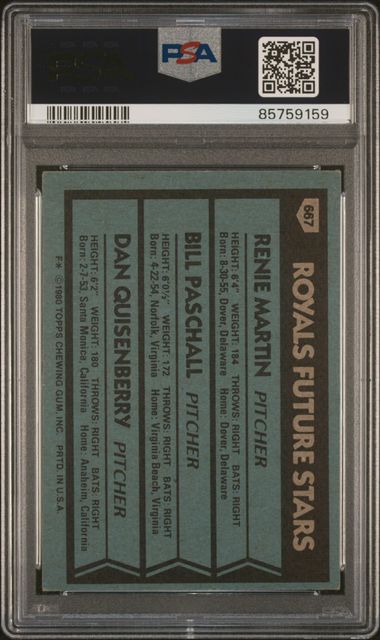 PSA
85759159
667
ROYALS FUTURE STARS
RENIE MARTIN PITCHER
HEIGHT: 6'4" WEIGHT: 184 THROWS: RIGHT BATS: RIGHT
Born: 8-30-55, Dover, Delaware Home: Dover, Delaware
BILL PASCHALL PITCHER
HEIGHT: 6'0½" WEIGHT: 172 THROWS: RIGHT BATS: RIGHT
Born: 4-22-54, Norfolk, Virginia Home: Virginia Beach, Virginia
DAN QUISENBERRY PITCHER
HEIGHT: 6'2" WEIGHT: 180 THROWS: RIGHT BATS: RIGHT
Born: 2-7-53, Santa Monica, California Home: Anaheim, California
F* ©1980 TOPPS CHEWING GUM, INC. PRTD. IN U.S.A.